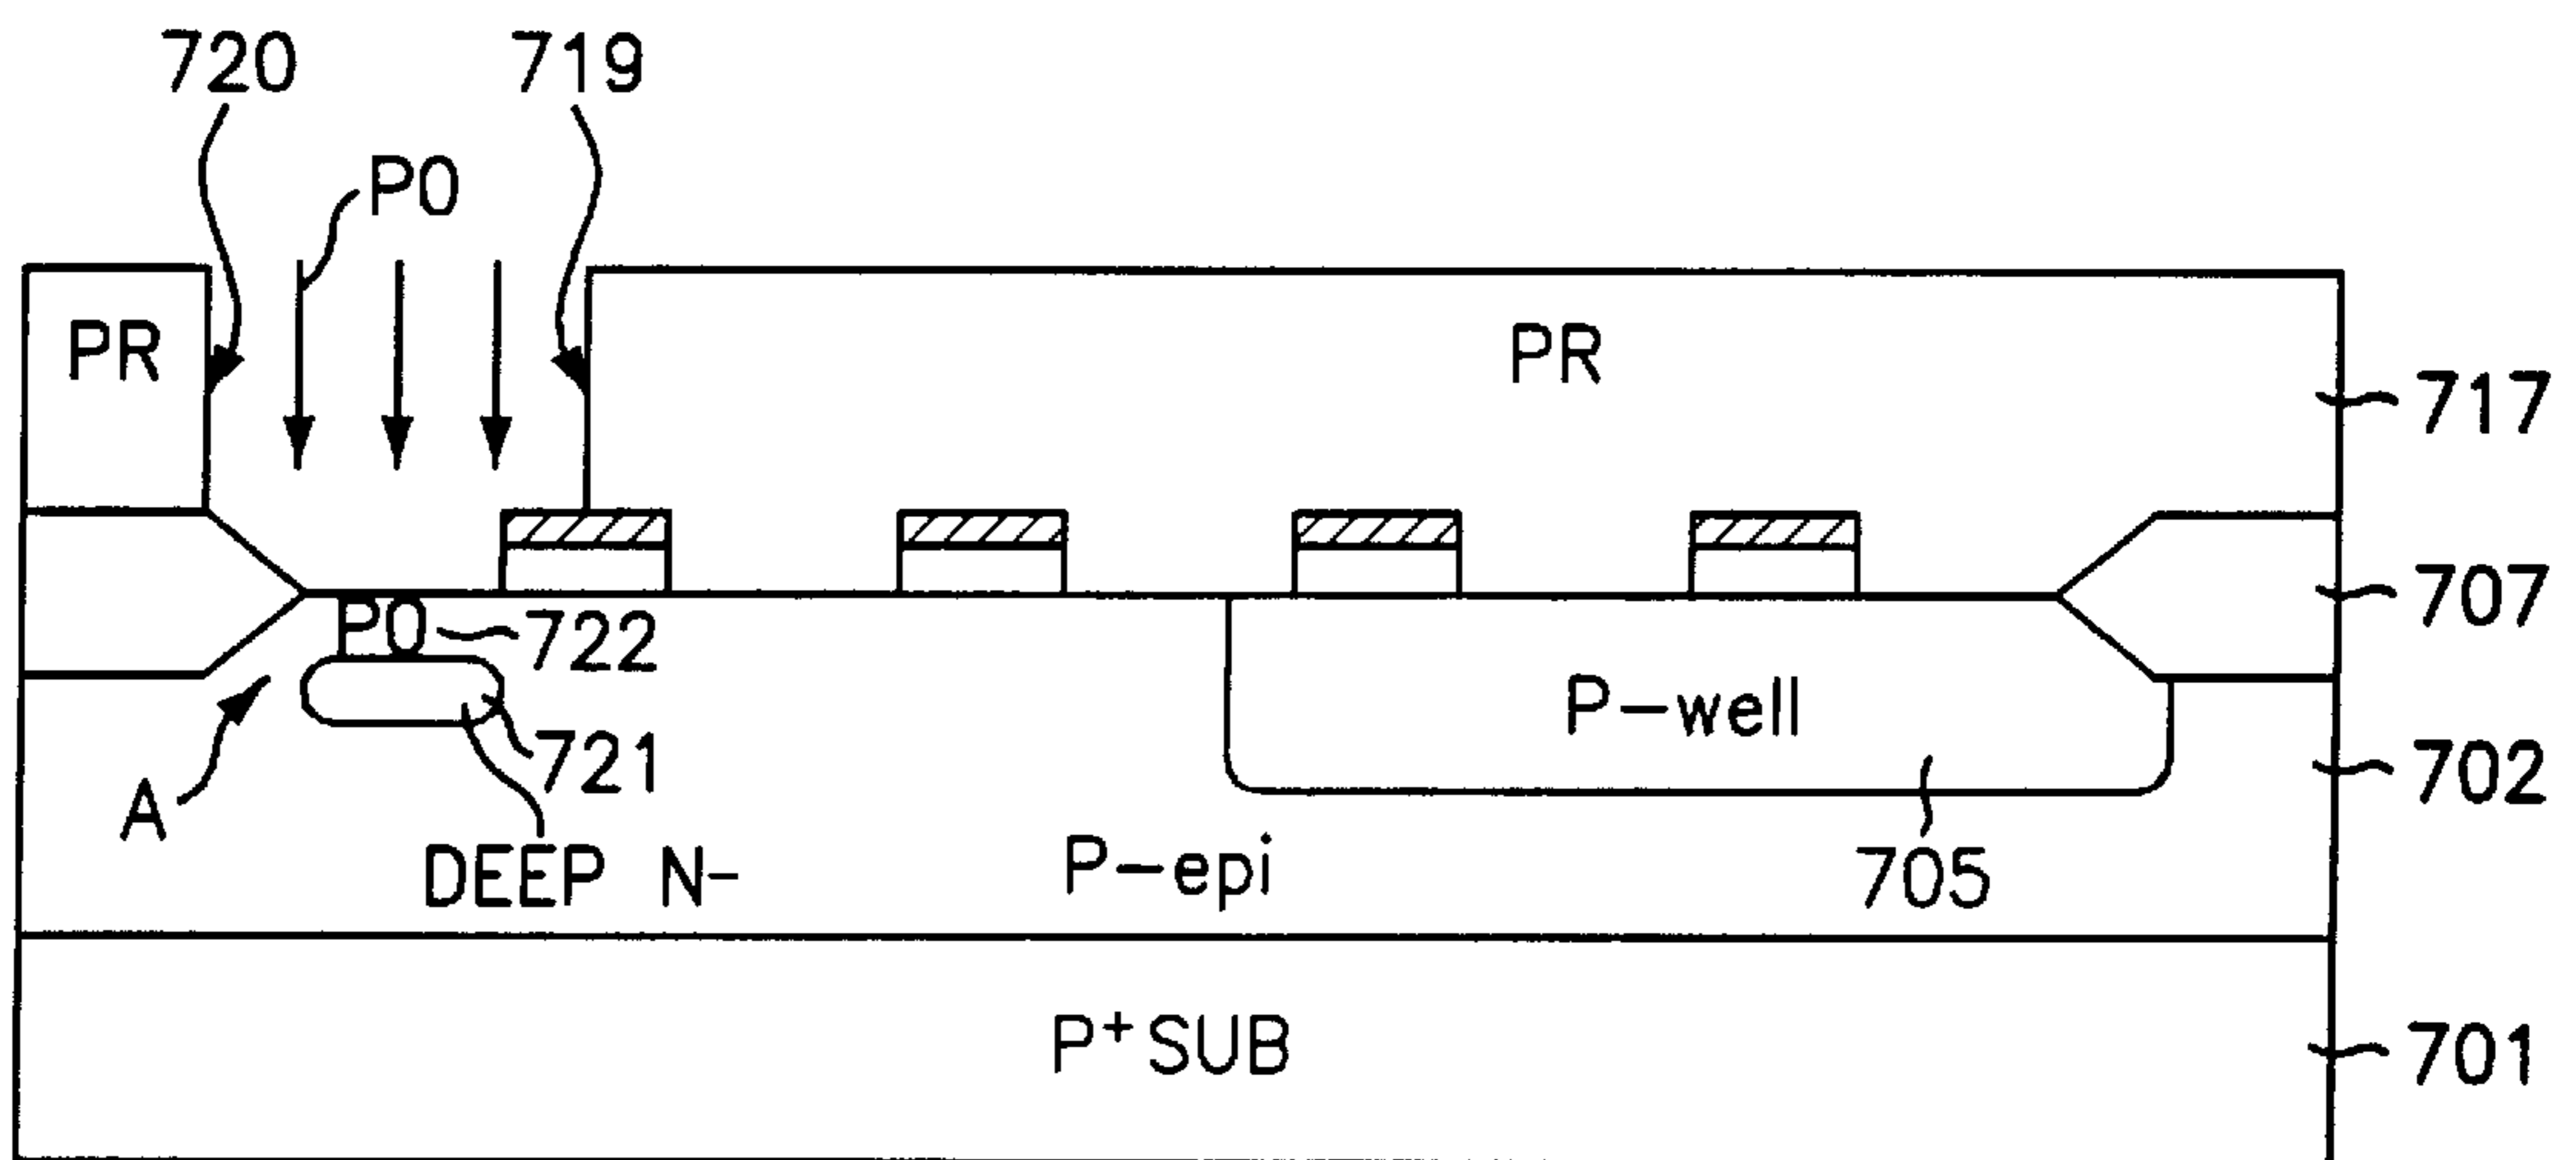 720
719
P0
PR
PR
717
707
P0
722
721
P-well
A
702
DEEP N-
P-epi
705
P+ SUB
701